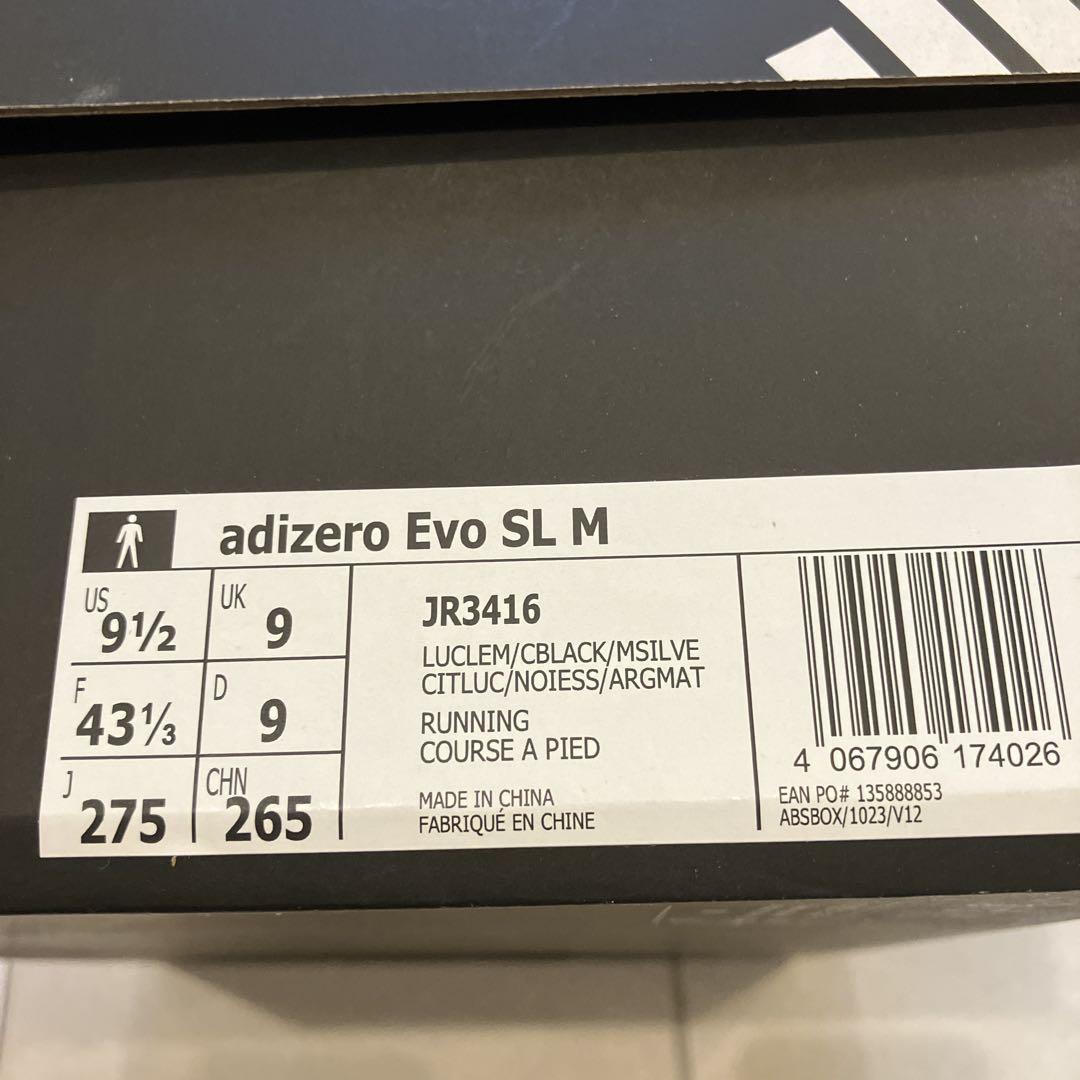 adizero Evo SL M
US 9½ UK 9
F 43⅓ D 9
J 275 CHN 265
JR3416
LUCLEM/CBLACK/MSILVE
CITLUC/NOIESS/ARGMAT
RUNNING
COURSE A PIED
MADE IN CHINA
FABRIQUÉ EN CHINE
4 067906 174026
EAN PO# 135888853
ABSBOX/1023/V12